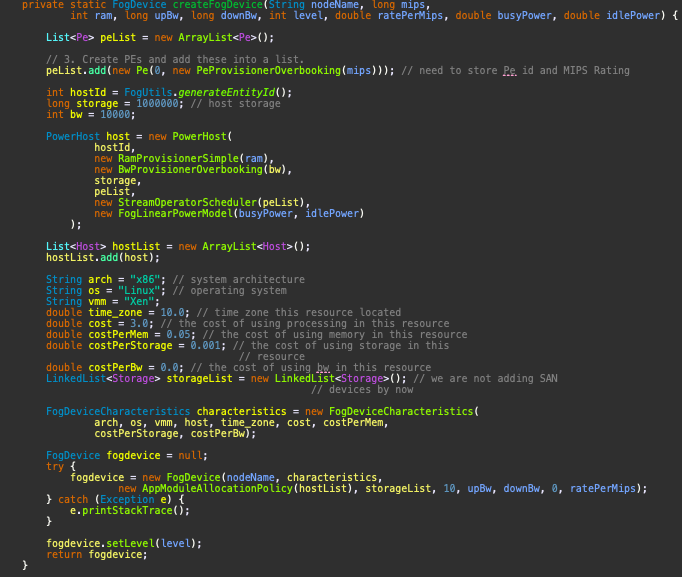 private static FogDevice createFogDevice(String nodeName, long mips,
int ram, long upBw, long downBw, int level, double ratePerMips, double busyPower, double idlePower) {
List<Pe> peList = new ArrayList<Pe>();
// 3. Create PEs and add these into a list.
peList.add(new Pe(0, new PeProvisionerOverbooking(mips))); // need to store Pe id and MIPS Rating
int hostId = FogUtils.generateEntityId();
long storage = 1000000; // host storage
int bw = 10000;
PowerHost host = new PowerHost(
hostId,
new RamProvisionerSimple(ram),
new BwProvisionerOverbooking(bw),
storage,
peList,
new StreamOperatorScheduler(peList),
new FogLinearPowerModel(busyPower, idlePower)
);
List<Host> hostList = new ArrayList<Host>();
hostList.add(host);
String arch = "x86"; // system architecture
String os = "Linux"; // operating system
String vmm = "Xen";
double time_zone = 10.0; // time zone this resource located
double cost = 3.0; // the cost of using processing in this resource
double costPerMem = 0.05; // the cost of using memory in this resource
double costPerStorage = 0.001; // the cost of using storage in this
// resource
double costPerBw = 0.0; // the cost of using bw in this resource
LinkedList<Storage> storageList = new LinkedList<Storage>(); // we are not adding SAN
// devices by now
FogDeviceCharacteristics characteristics = new FogDeviceCharacteristics(
arch, os, vmm, host, time_zone, cost, costPerMem,
costPerStorage, costPerBw);
FogDevice fogdevice = null;
try {
fogdevice = new FogDevice(nodeName, characteristics,
new AppModuleAllocationPolicy(hostList), storageList, 10, upBw, downBw, 0, ratePerMips);
} catch (Exception e) {
e.printStackTrace();
}
fogdevice.setLevel(level);
return fogdevice;
}